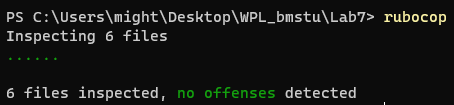 PS C:\Users\might\Desktop\WPL_bmstu\Lab7> rubocop
Inspecting 6 files
......
6 files inspected, no offenses detected